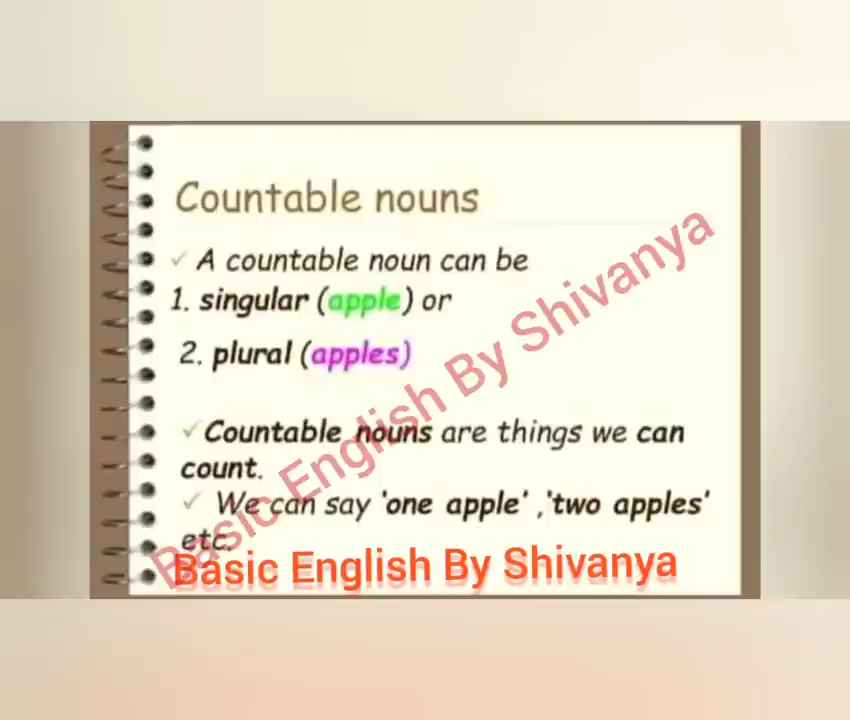 Countable nouns
✓ A countable noun can be
1. singular (apple) or
2. plural (apples)
✓Countable nouns are things we can
count.
✓ We can say 'one apple' ,'two apples'
etc.
Basic English By Shivanya
Basic English By Shivanya